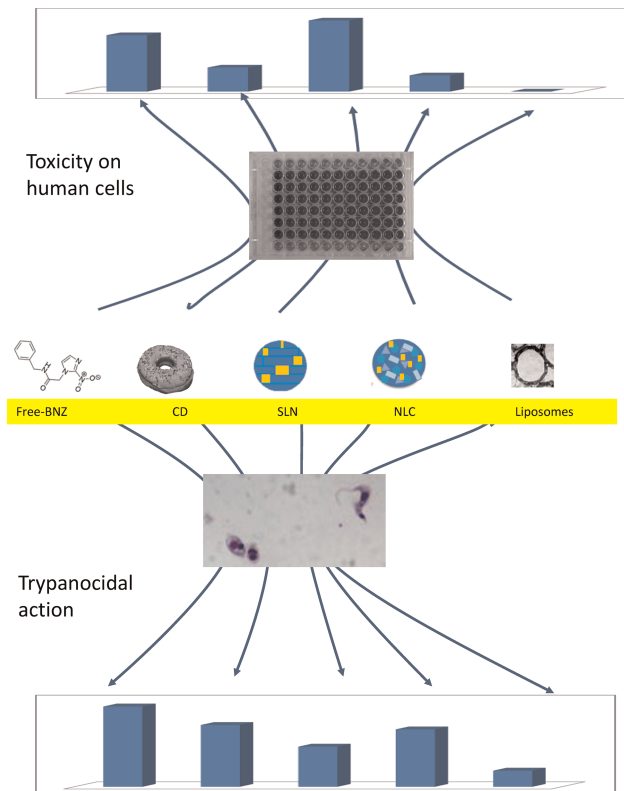 Toxicity on
human cells
N
H
O
N
N
N
O
O
Free-BNZ
CD
SLN
NLC
Liposomes
Trypanocidal
action